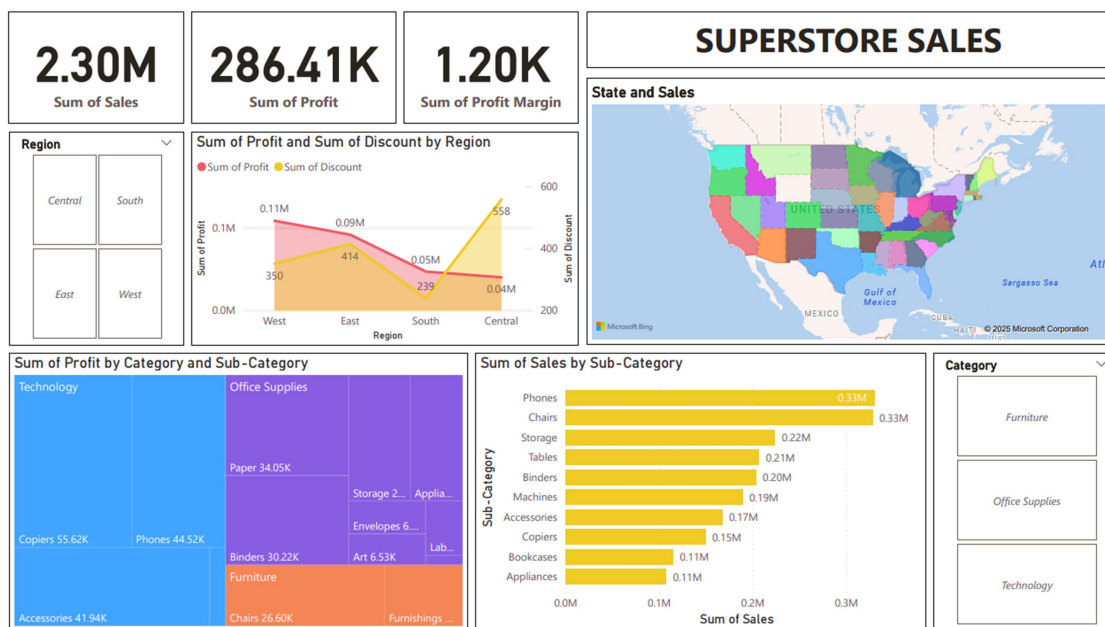 2.30M
Sum of Sales
286.41K
Sum of Profit
1.20K
Sum of Profit Margin
SUPERSTORE SALES
Region
Central
South
East
West
Sum of Profit and Sum of Discount by Region
Sum of Profit
Sum of Discount
0.11M
0.09M
0.05M
0.04M
350
414
239
558
0.1M
0.0M
600
400
200
Sum of Profit
Sum of Discount
West
East
South
Central
Region
State and Sales
UNITED STATES
Gulf of
Mexico
MEXICO
CUBA
HAITI
Sargasso Sea
Microsoft Bing
© 2025 Microsoft Corporation
Sum of Profit by Category and Sub-Category
Technology
Copiers 55.62K
Phones 44.52K
Accessories 41.94K
Office Supplies
Paper 34.05K
Binders 30.22K
Storage 2...
Applia...
Envelopes 6....
Art 6.53K
Lab...
Furniture
Chairs 26.60K
Furnishings ...
Sum of Sales by Sub-Category
Sub-Category
Phones
0.33M
Chairs
0.33M
Storage
0.22M
Tables
0.21M
Binders
0.20M
Machines
0.19M
Accessories
0.17M
Copiers
0.15M
Bookcases
0.11M
Appliances
0.11M
0.0M
0.1M
0.2M
0.3M
Sum of Sales
Category
Furniture
Office Supplies
Technology